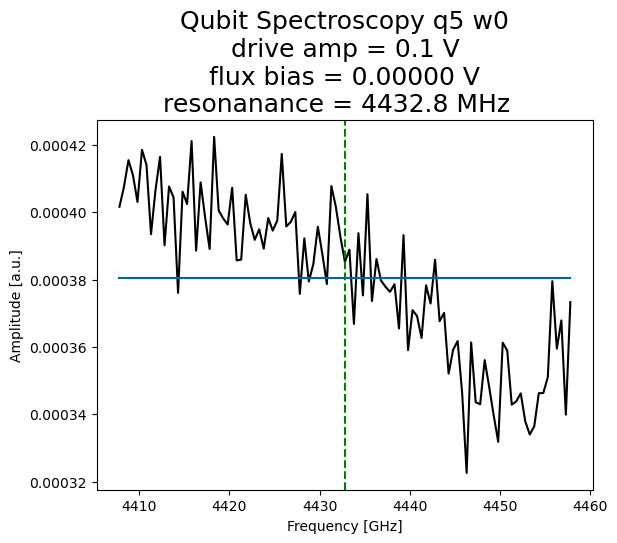 Qubit Spectroscopy q5 w0
drive amp = 0.1 V
flux bias = 0.00000 V
resonanance = 4432.8 MHz
0.00042
0.00040
0.00038
0.00036
0.00034
0.00032
Amplitude [a.u.]
4410 4420 4430 4440 4450 4460
Frequency [GHz]